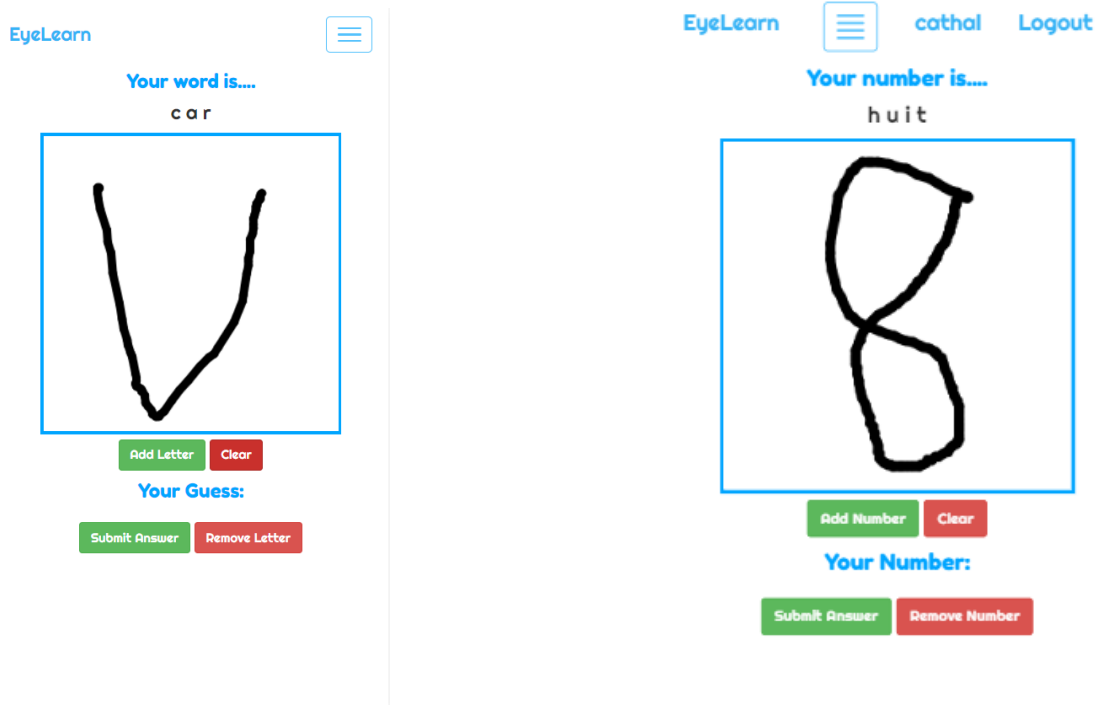 EyeLearn
Your word is....
car
V
Add Letter Clear
Your Guess:
Submit Answer Remove Letter
EyeLearn cathal Logout
Your number is....
huit
8
Add Number Clear
Your Number:
Submit Answer Remove Number